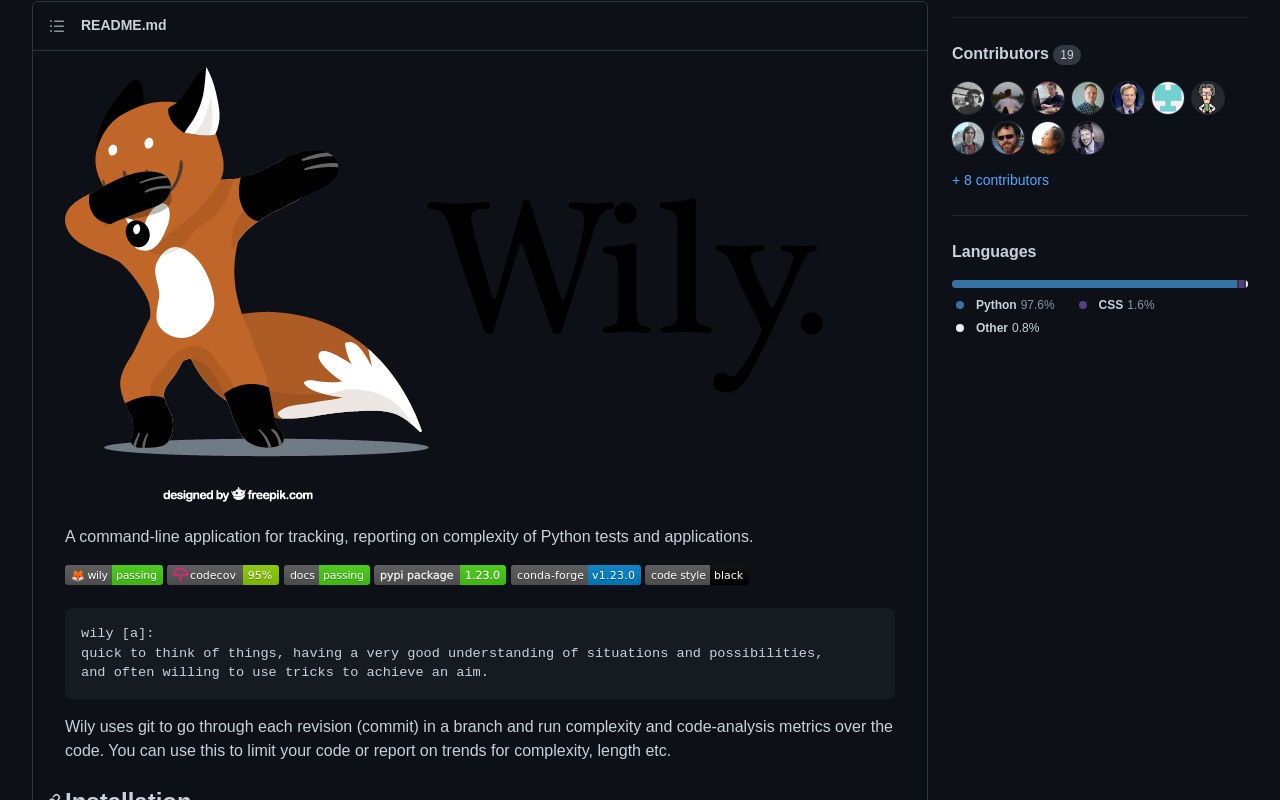 README.md
Wily.
designed by freepik.com
A command-line application for tracking, reporting on complexity of Python tests and applications.
wily passing codecov 95% docs passing pypi package 1.23.0 conda-forge v1.23.0 code style black
wily [a]:
quick to think of things, having a very good understanding of situations and possibilities,
and often willing to use tricks to achieve an aim.
Wily uses git to go through each revision (commit) in a branch and run complexity and code-analysis metrics over the
code. You can use this to limit your code or report on trends for complexity, length etc.
Installation
Contributors 19
+ 8 contributors
Languages
Python 97.6% CSS 1.6%
Other 0.8%